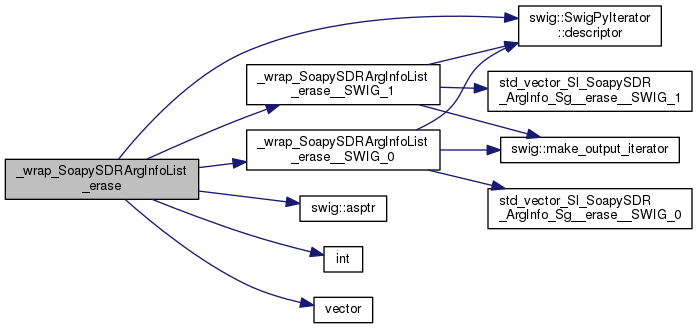 _wrap_SoapySDRArgInfoList
_erase
_wrap_SoapySDRArgInfoList
_erase__SWIG_1
_wrap_SoapySDRArgInfoList
_erase__SWIG_0
swig::asptr
int
vector
swig::SwigPyIterator
::descriptor
std_vector_Sl_SoapySDR
_ArgInfo_Sg__erase__SWIG_1
swig::make_output_iterator
std_vector_Sl_SoapySDR
_ArgInfo_Sg__erase__SWIG_0